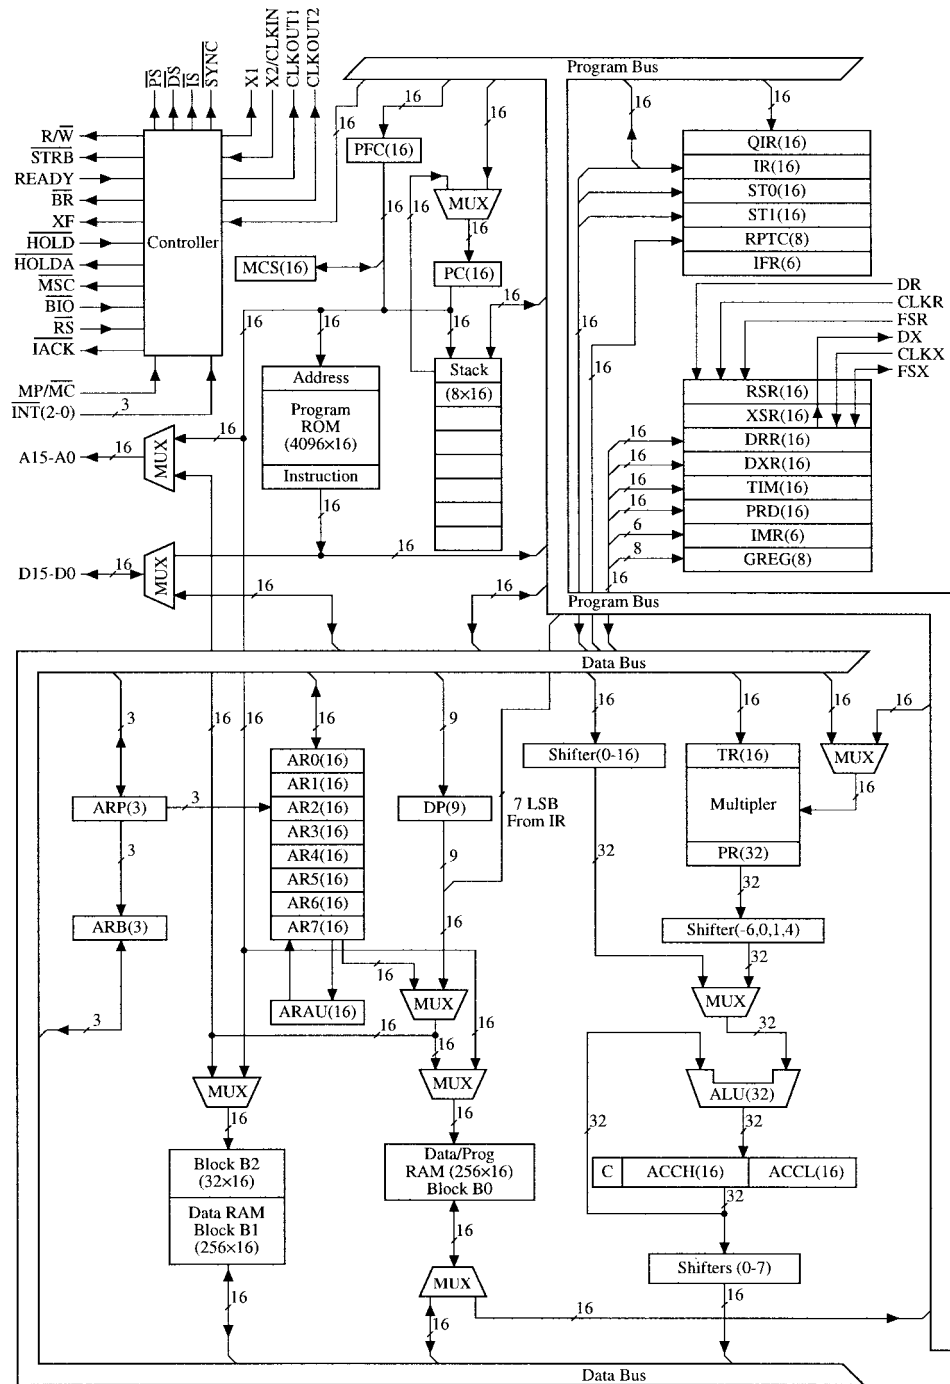 PS
DS
IS
SYNC
X1
X2/CLKIN
CLKOUT1
CLKOUT2
Program Bus
R/W
STRB
READY
BR
XF
HOLD
HOLDA
MSC
BIO
RS
IACK
MP/MC
INT(2-0)
3
Controller
16
16
16
16
PFC(16)
16
16
MUX
16
MCS(16)
PC(16)
16
16
16
16
QIR(16)
IR(16)
ST0(16)
ST1(16)
RPTC(8)
IFR(6)
16
16
16
DR
CLKR
FSR
DX
CLKX
FSX
Address
Program
ROM
(4096×16)
Instruction
16
Stack
(8×16)
RSR(16)
XSR(16)
DRR(16)
DXR(16)
TIM(16)
PRD(16)
IMR(6)
GREG(8)
16
16
16
16
6
8
16
A15-A0
16
MUX
16
D15-D0
16
MUX
16
16
16
Program Bus
Data Bus
3
16
16
16
9
16
16
16
16
Shifter(0-16)
TR(16)
Multipler
PR(32)
MUX
16
AR0(16)
AR1(16)
AR2(16)
AR3(16)
AR4(16)
AR5(16)
AR6(16)
AR7(16)
ARP(3)
3
DP(9)
7 LSB
From IR
3
9
32
32
ARB(3)
16
Shifter(-6,0,1,4)
16
32
ARAU(16)
MUX
MUX
3
16
16
16
32
MUX
MUX
ALU(32)
16
16
32
32
Block B2
(32×16)
Data RAM
Block B1
(256×16)
Data/Prog
RAM (256×16)
Block B0
C
ACCH(16)
ACCL(16)
32
16
Shifters (0-7)
MUX
16
16
16
16
Data Bus